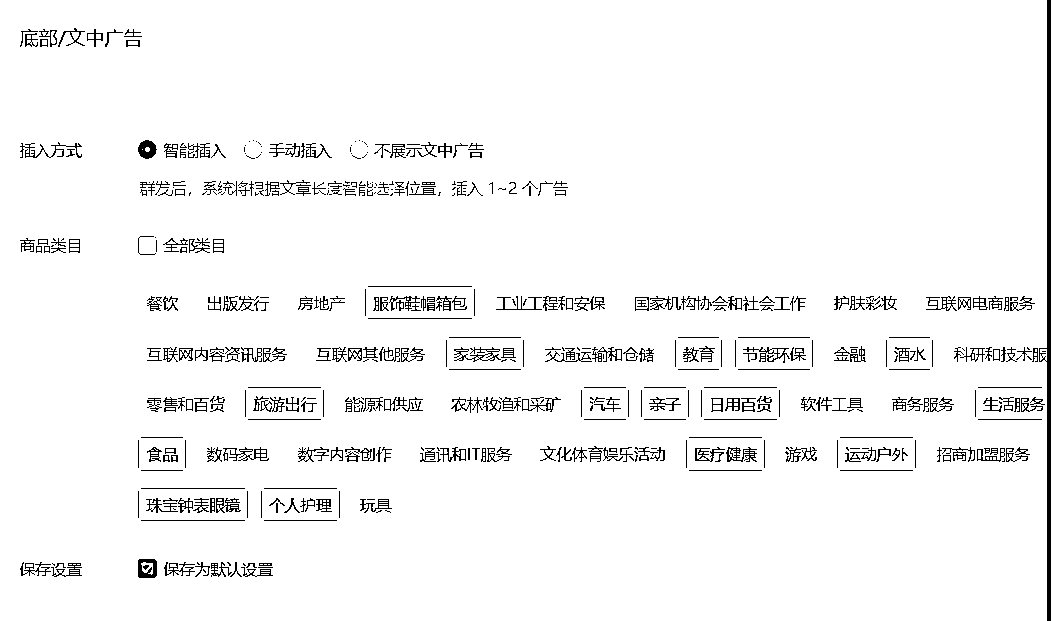 底部/文中广告
插入方式 智能插入 手动插入 不展示文中广告
群发后，系统将根据文章长度智能选择位置，插入 1~2 个广告
商品类目 全部类目
餐饮 出版发行 房地产 服饰鞋帽箱包 工业工程和安保 国家机构协会和社会工作 护肤彩妆 互联网电商服务
互联网内容资讯服务 互联网其他服务 家装家具 交通运输和仓储 教育 节能环保 金融 酒水 科研和技术服
零售和百货 旅游出行 能源和供应 农林牧渔和采矿 汽车 亲子 日用百货 软件工具 商务服务 生活服务
食品 数码家电 数字内容创作 通讯和IT服务 文化体育娱乐活动 医疗健康 游戏 运动户外 招商加盟服务
珠宝钟表眼镜 个人护理 玩具
保存设置 保存为默认设置